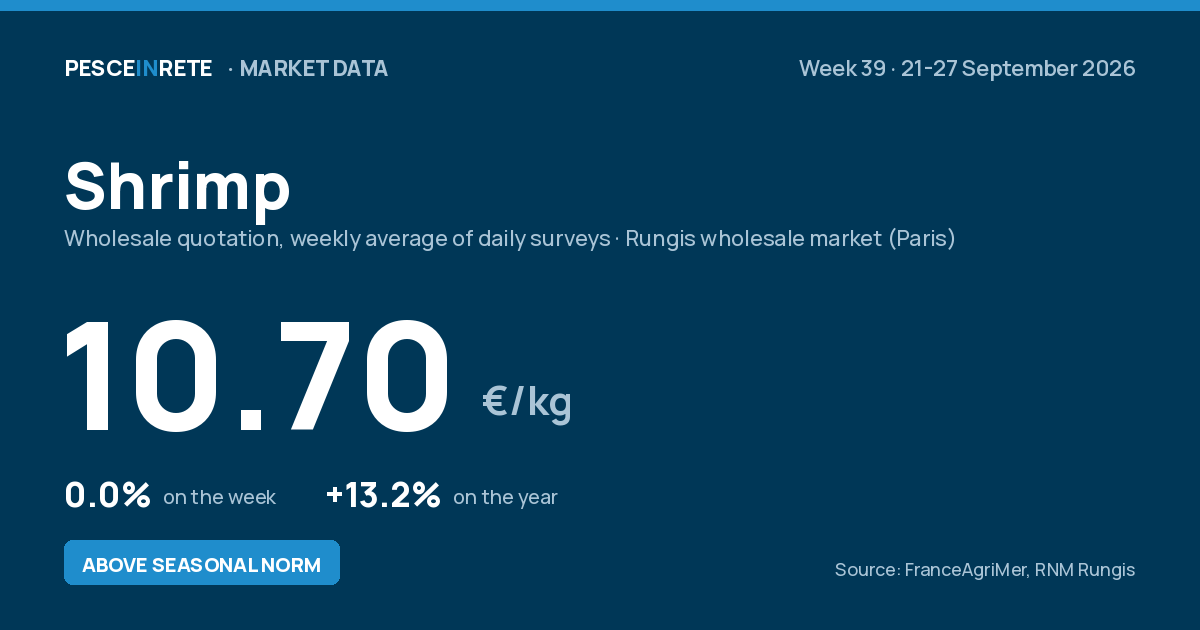 PESCEINRETE · MARKET DATA
Week 39 · 21-27 September 2026
Shrimp
Wholesale quotation, weekly average of daily surveys · Rungis wholesale market (Paris)
10.70 €/kg
0.0% on the week +13.2% on the year
ABOVE SEASONAL NORM
Source: FranceAgriMer, RNM Rungis